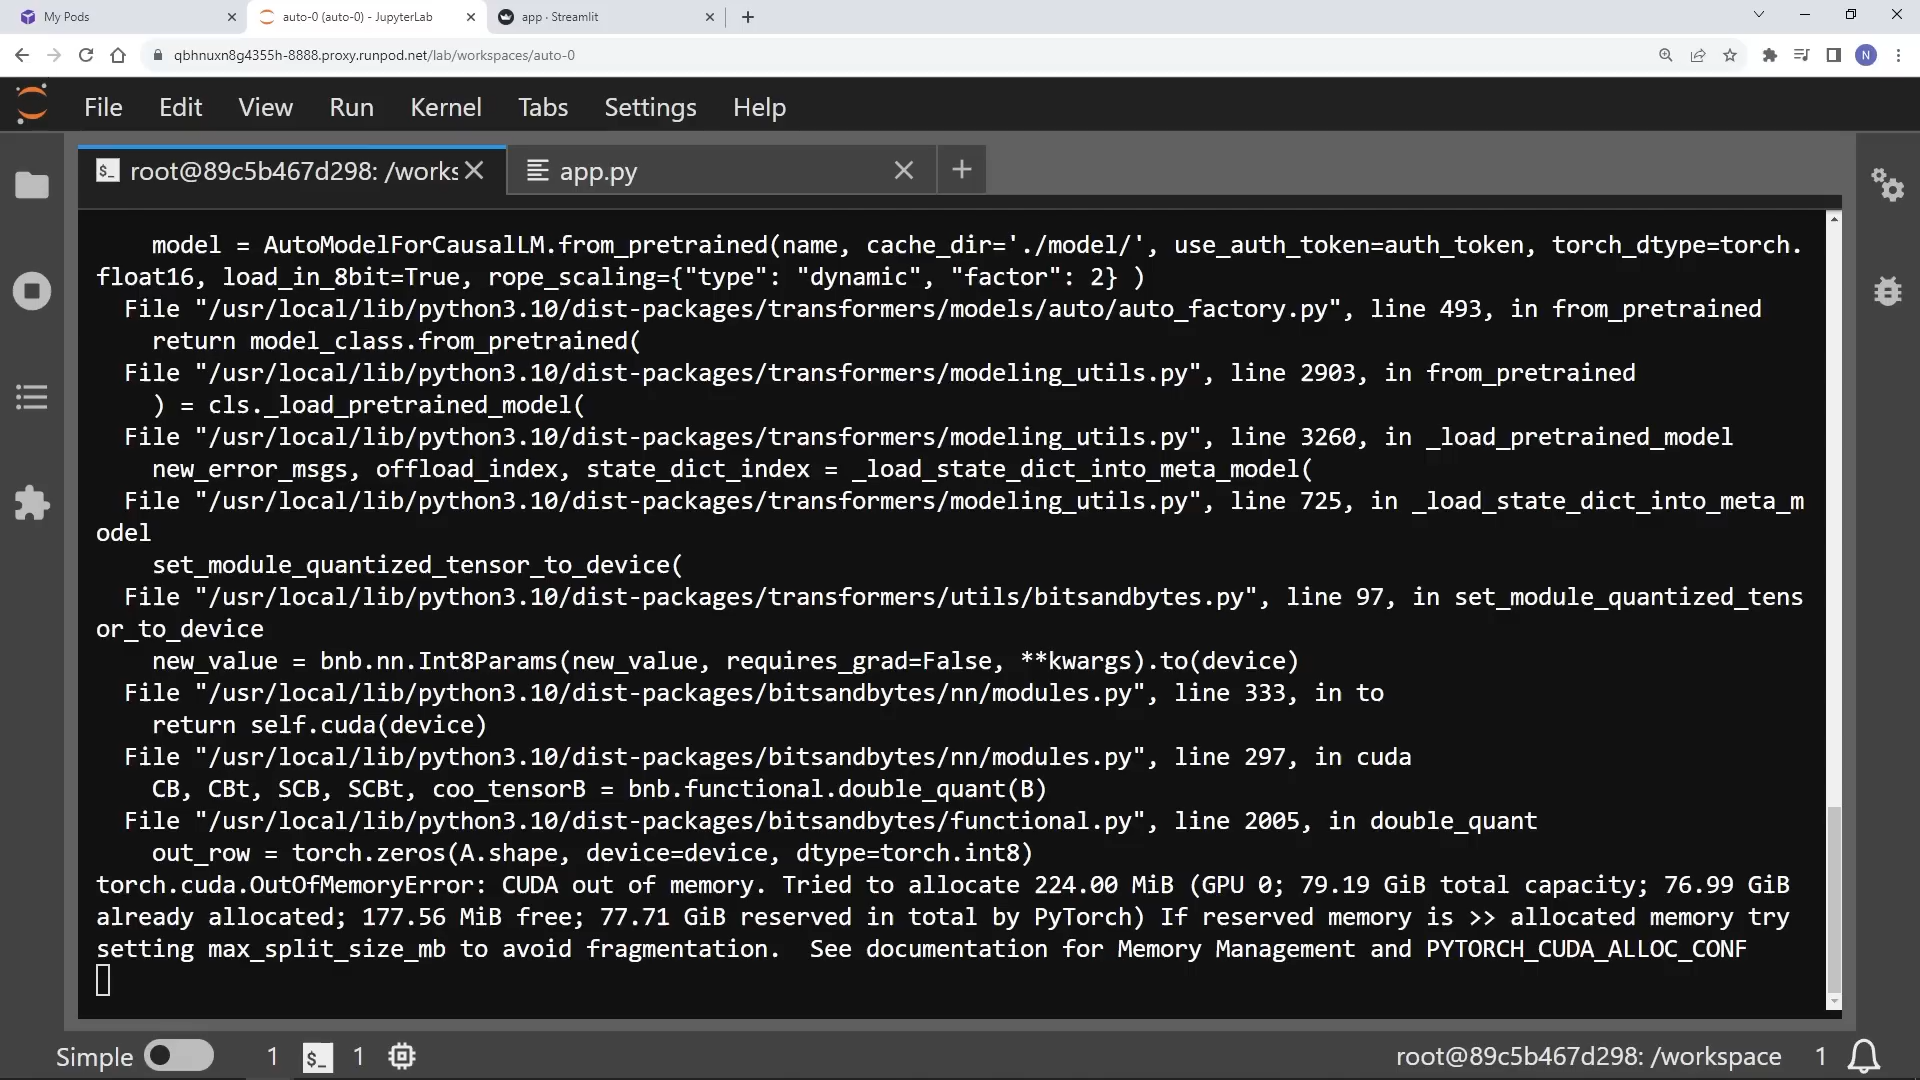 My Pods
auto-0 (auto-0) - JupyterLab
app · Streamlit
qbhnuxn8g4355h-8888.proxy.runpod.net/lab/workspaces/auto-0
N
File Edit View Run Kernel Tabs Settings Help
root@89c5b467d298: /works
app.py
model = AutoModelForCausalLM.from_pretrained(name, cache_dir='./model/', use_auth_token=auth_token, torch_dtype=torch.
float16, load_in_8bit=True, rope_scaling={"type": "dynamic", "factor": 2} )
File "/usr/local/lib/python3.10/dist-packages/transformers/models/auto/auto_factory.py", line 493, in from_pretrained
return model_class.from_pretrained(
File "/usr/local/lib/python3.10/dist-packages/transformers/modeling_utils.py", line 2903, in from_pretrained
) = cls._load_pretrained_model(
File "/usr/local/lib/python3.10/dist-packages/transformers/modeling_utils.py", line 3260, in _load_pretrained_model
new_error_msgs, offload_index, state_dict_index = _load_state_dict_into_meta_model(
File "/usr/local/lib/python3.10/dist-packages/transformers/modeling_utils.py", line 725, in _load_state_dict_into_meta_m
odel
set_module_quantized_tensor_to_device(
File "/usr/local/lib/python3.10/dist-packages/transformers/utils/bitsandbytes.py", line 97, in set_module_quantized_tens
or_to_device
new_value = bnb.nn.Int8Params(new_value, requires_grad=False, **kwargs).to(device)
File "/usr/local/lib/python3.10/dist-packages/bitsandbytes/nn/modules.py", line 333, in to
return self.cuda(device)
File "/usr/local/lib/python3.10/dist-packages/bitsandbytes/nn/modules.py", line 297, in cuda
CB, CBt, SCB, SCBt, coo_tensorB = bnb.functional.double_quant(B)
File "/usr/local/lib/python3.10/dist-packages/bitsandbytes/functional.py", line 2005, in double_quant
out_row = torch.zeros(A.shape, device=device, dtype=torch.int8)
torch.cuda.OutOfMemoryError: CUDA out of memory. Tried to allocate 224.00 MiB (GPU 0; 79.19 GiB total capacity; 76.99 GiB
already allocated; 177.56 MiB free; 77.71 GiB reserved in total by PyTorch) If reserved memory is >> allocated memory try
setting max_split_size_mb to avoid fragmentation.  See documentation for Memory Management and PYTORCH_CUDA_ALLOC_CONF
Simple 1 $_ 1 root@89c5b467d298: /workspace 1